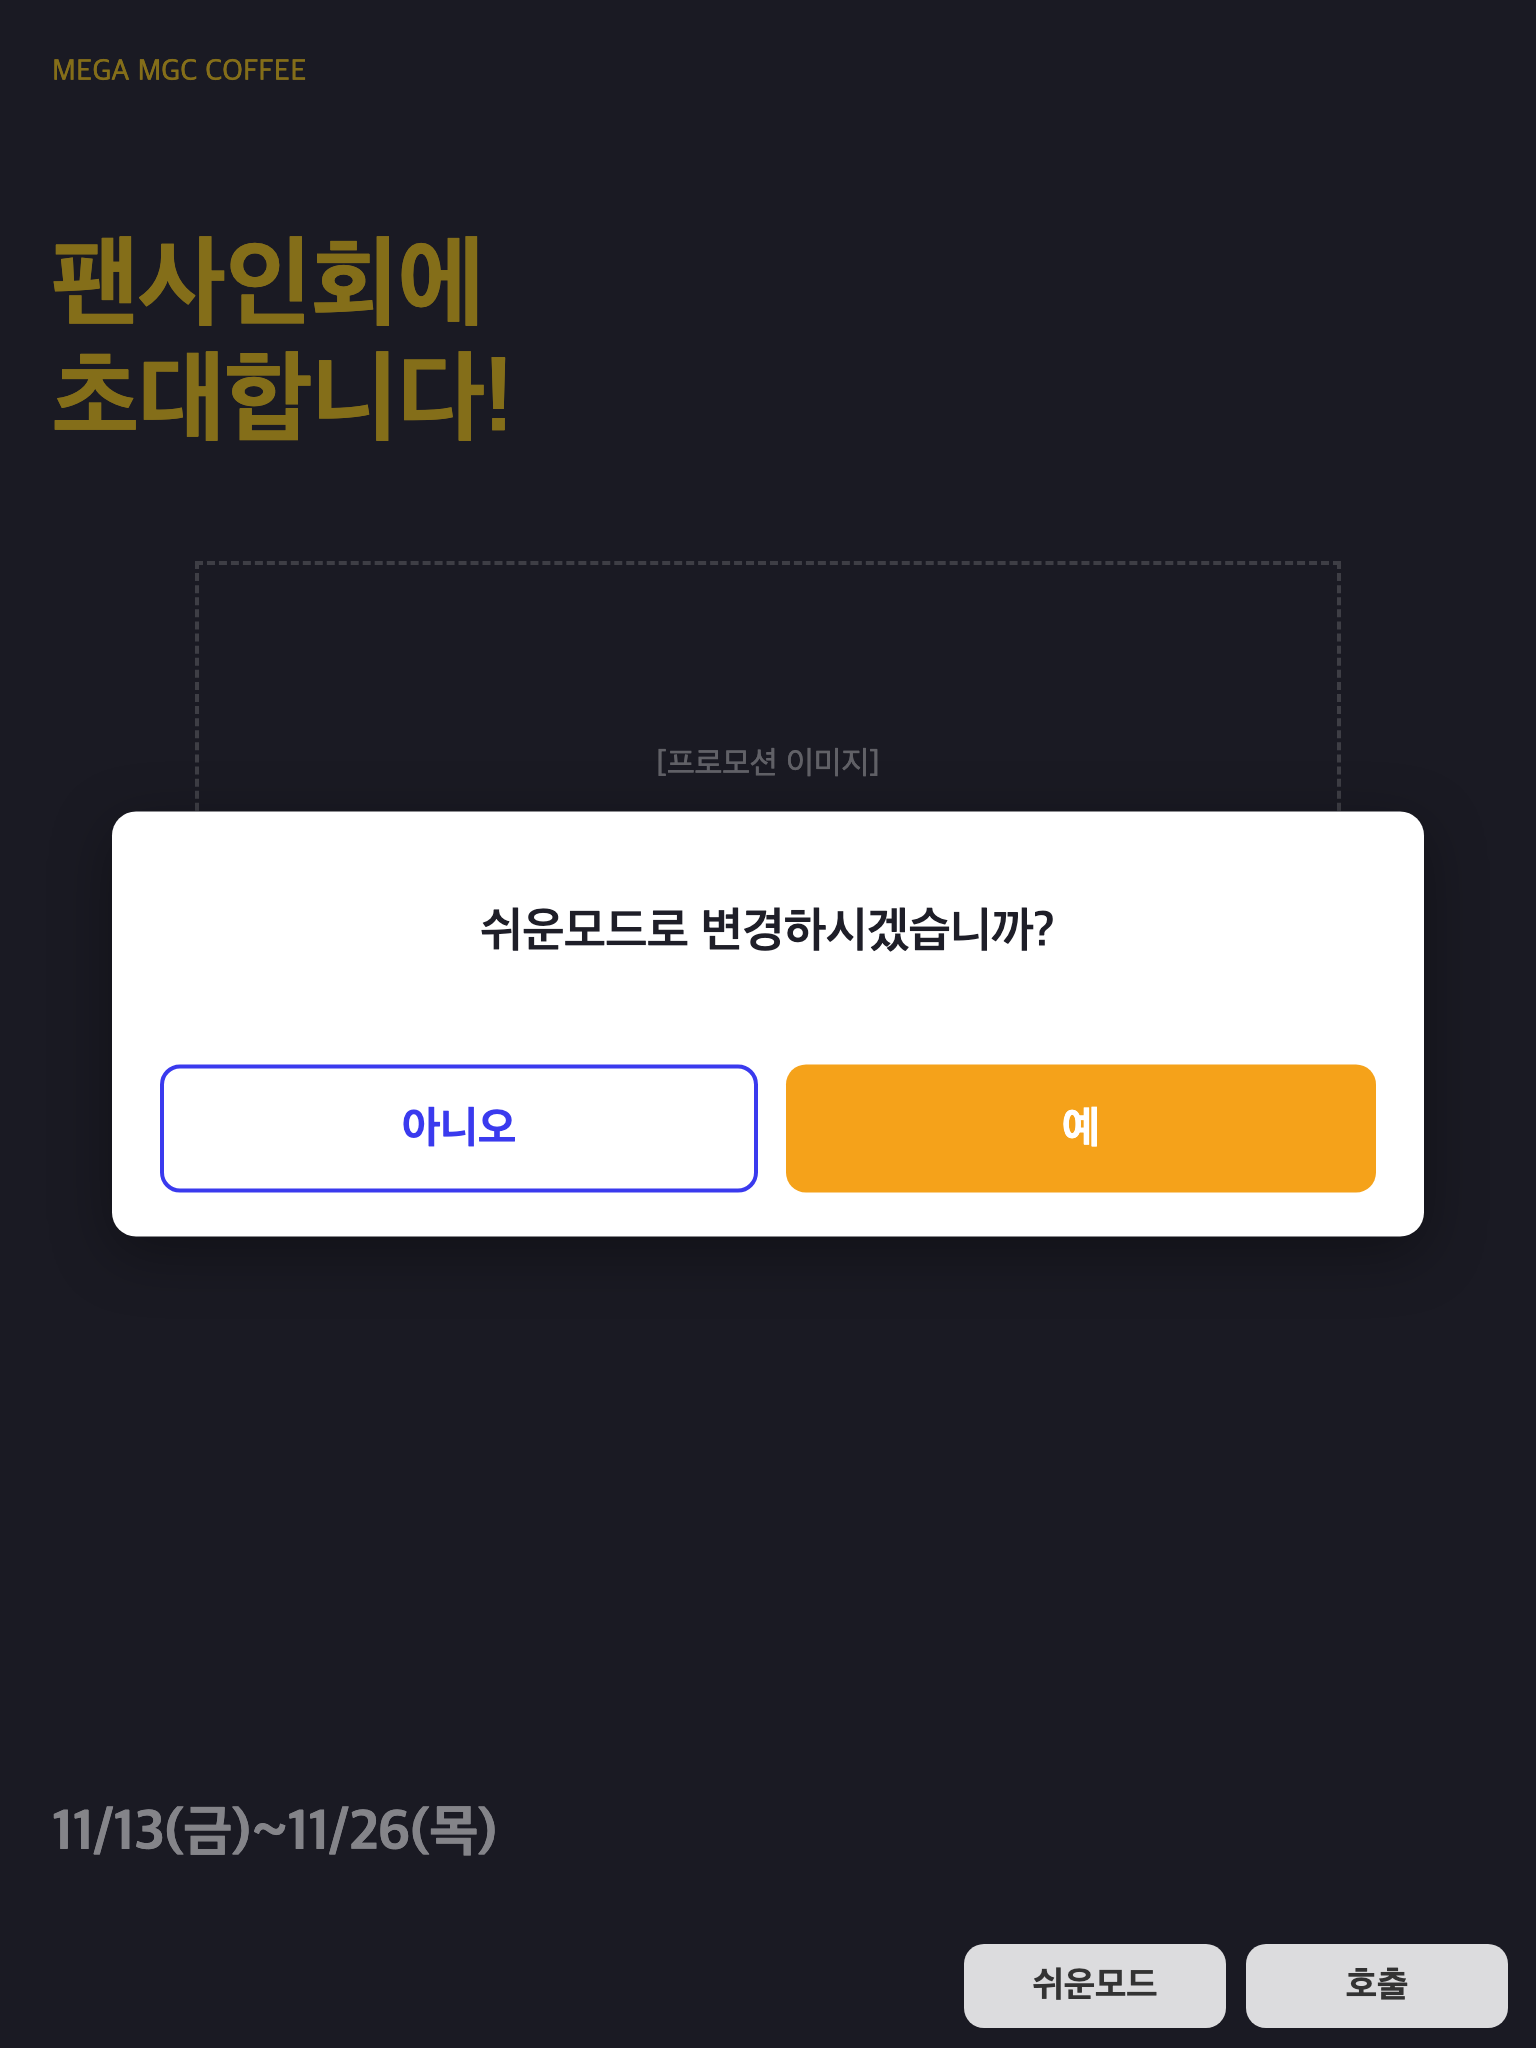 MEGA MGC COFFEE
팬사인회에
초대합니다!
[프로모션 이미지]
쉬운모드로 변경하시겠습니까?
아니오
예
11/13(금)~11/26(목)
쉬운모드
호출